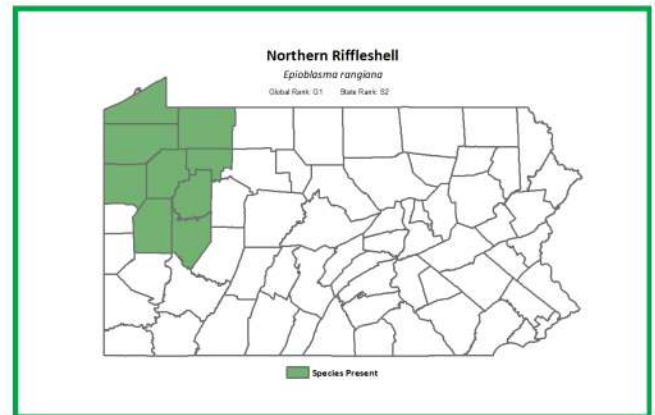 Northern Riffleshell
Epioblasma rangiana
Global Rank: G1 State Rank: S2
Species Present